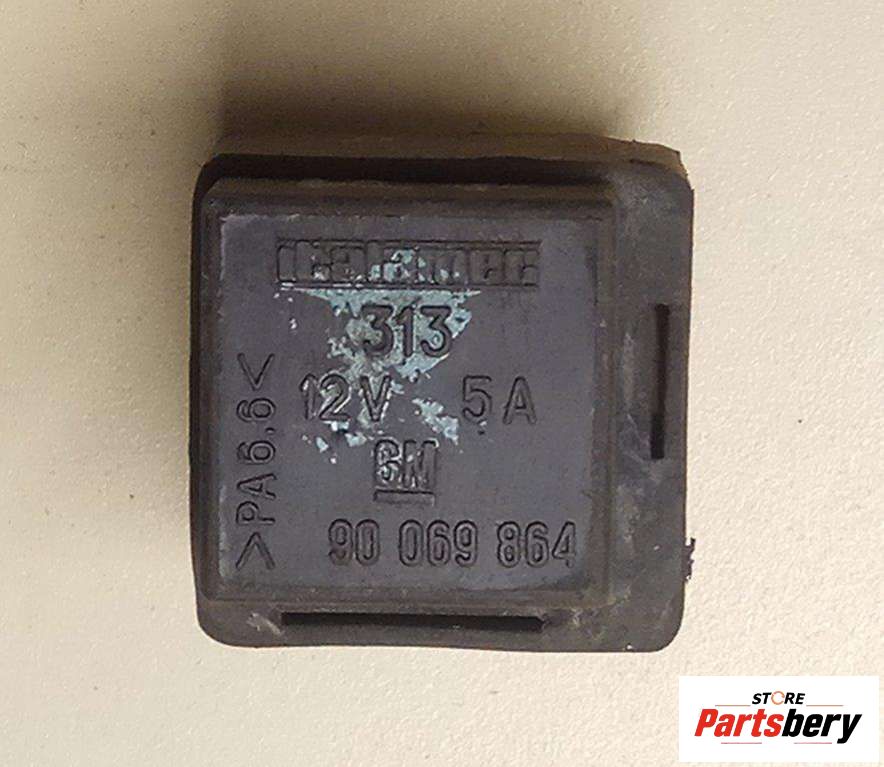 italamec
313
12V 5A
GM
90 069 864
>PA6.6<
STORE
Partsbery